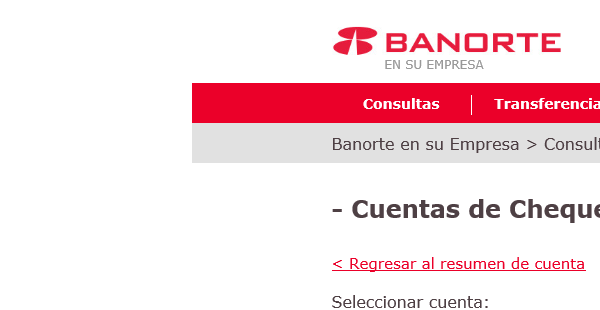 BANORTE
EN SU EMPRESA
Consultas Transferencia
Banorte en su Empresa > Consult
- Cuentas de Cheque
< Regresar al resumen de cuenta
Seleccionar cuenta: